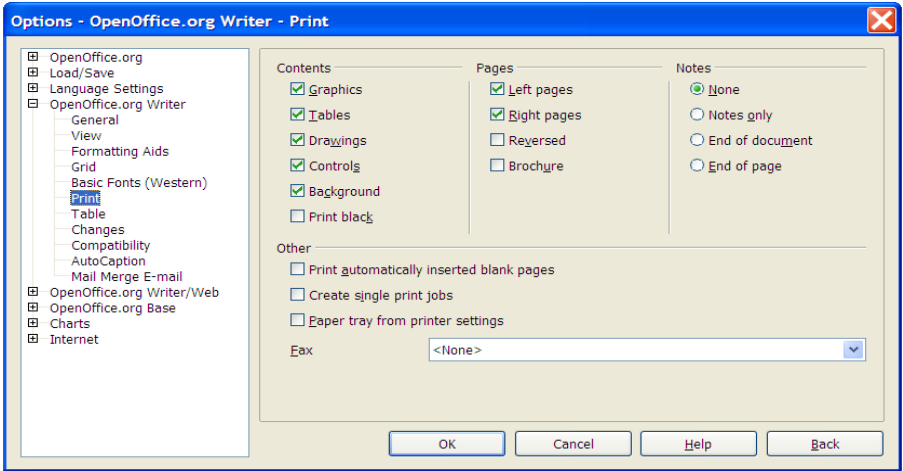 Options - OpenOffice.org Writer - Print
OpenOffice.org
Load/Save
Language Settings
OpenOffice.org Writer
General
View
Formatting Aids
Grid
Basic Fonts (Western)
Print
Table
Changes
Compatibility
AutoCaption
Mail Merge E-mail
OpenOffice.org Writer/Web
OpenOffice.org Base
Charts
Internet
Contents
Graphics
Tables
Drawings
Controls
Background
Print black
Pages
Left pages
Right pages
Reversed
Brochure
Notes
None
Notes only
End of document
End of page
Other
Print automatically inserted blank pages
Create single print jobs
Paper tray from printer settings
Fax
<None>
OK
Cancel
Help
Back